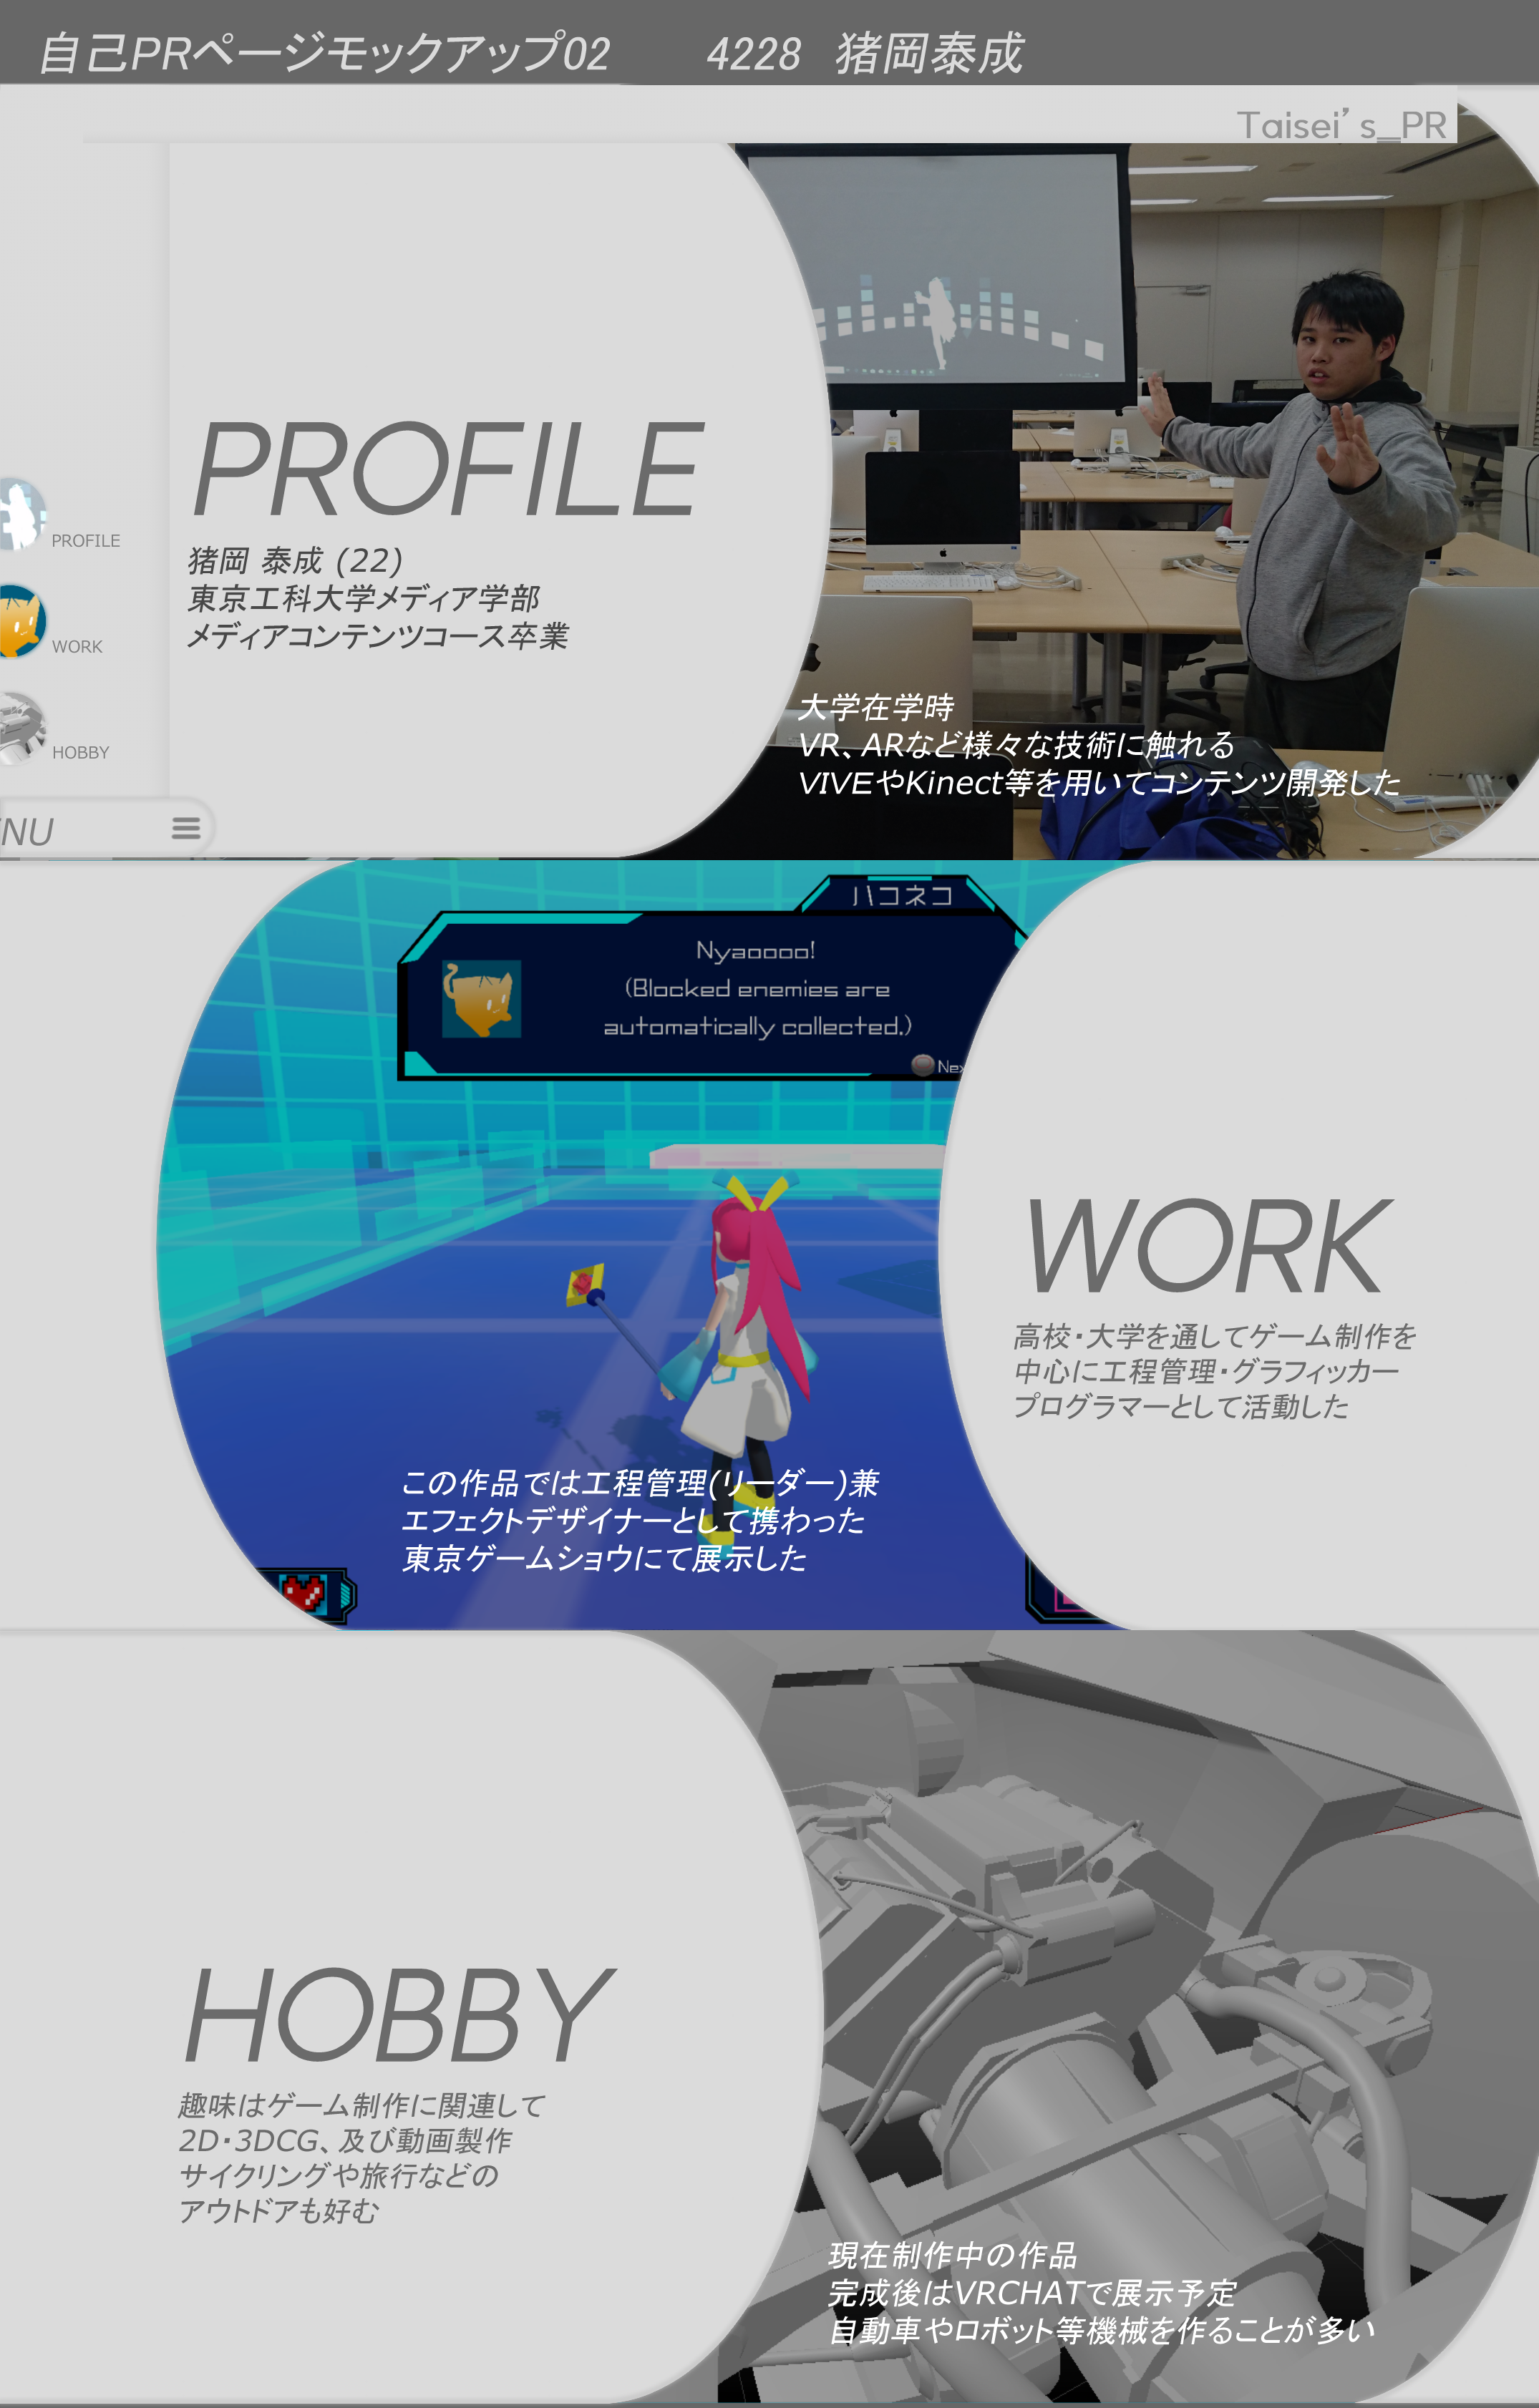 自己PRページモックアップ02 4228 猪岡泰成
Taisei's_PR
PROFILE
猪岡 泰成 (22)
東京工科大学メディア学部
メディアコンテンツコース卒業
PROFILE
WORK
HOBBY
NU
大学在学時
VR、ARなど様々な技術に触れる
VIVEやKinect等を用いてコンテンツ開発した
ハコネコ
Nyaoooo!
(Blocked enemies are
automatically collected.)
Nex
WORK
高校・大学を通してゲーム制作を
中心に工程管理・グラフィッカー
プログラマーとして活動した
この作品では工程管理(リーダー)兼
エフェクトデザイナーとして携わった
東京ゲームショウにて展示した
HOBBY
趣味はゲーム制作に関連して
2D・3DCG、及び動画製作
サイクリングや旅行などの
アウトドアも好む
現在制作中の作品
完成後はVRCHATで展示予定
自動車やロボット等機械を作ることが多い